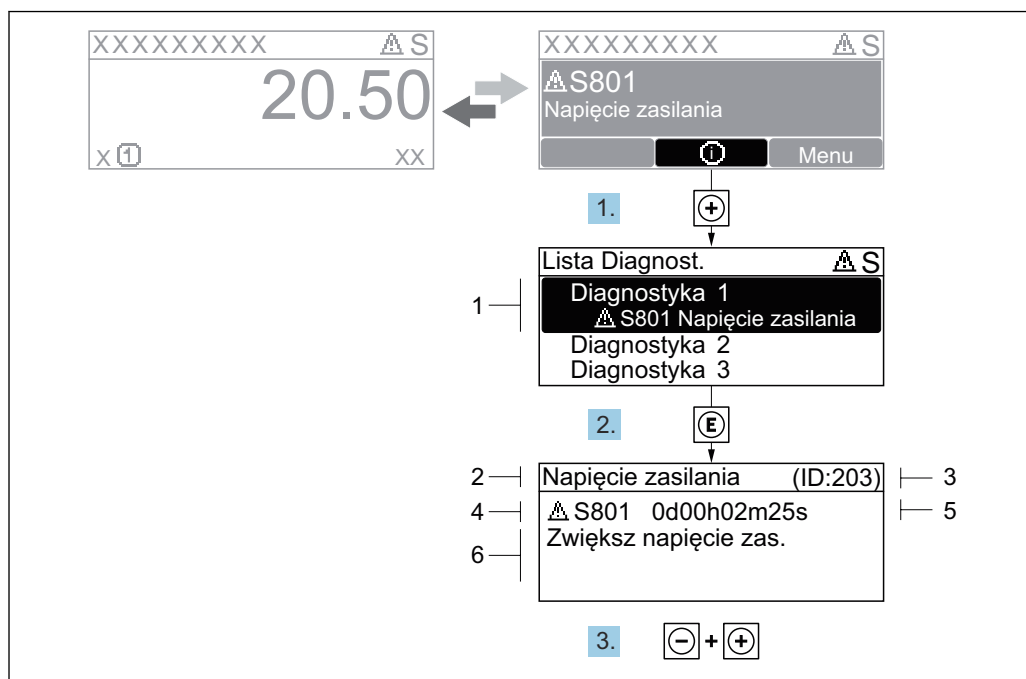 XXXXXXXXX ⚠ S
20.50
X 1 XX
XXXXXXXXX ⚠ S
⚠S801
Napięcie zasilania
i Menu
1. +
Lista Diagnost. ⚠ S
1
Diagnostyka 1
⚠ S801 Napięcie zasilania
Diagnostyka 2
Diagnostyka 3
2. E
2 Napięcie zasilania (ID:203) 3
4 ⚠ S801 0d00h02m25s 5
6 Zwiększ napięcie zas.
3. - + +